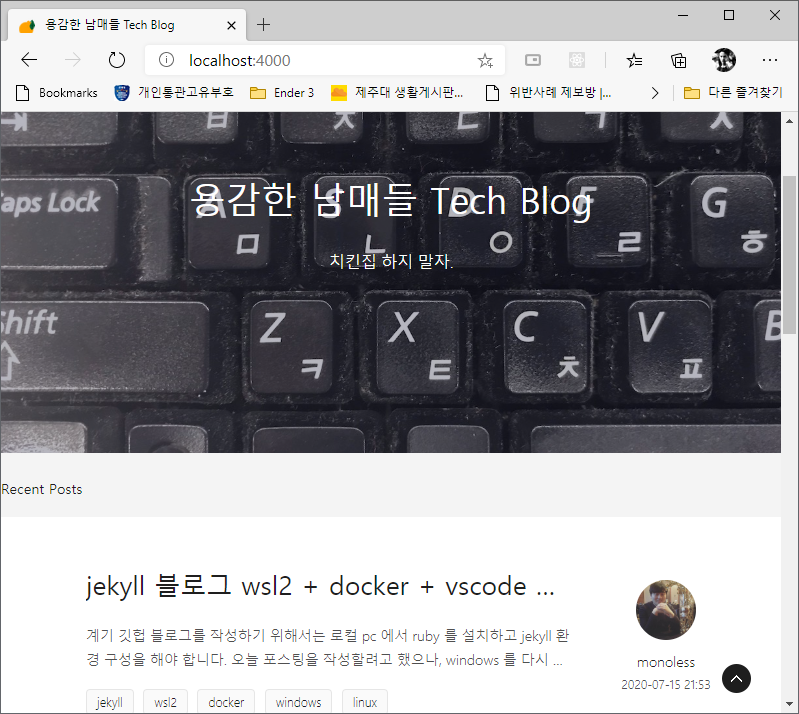 용감한 남매들 Tech Blog
localhost:4000
Bookmarks 개인통관고유부호 Ender 3 제주대 생활게시판... 위반사례 제보방 |... 다른 즐겨찾기
ㅂ ㅈ ㄷ ㄱ ㅅ
Caps Lock A ㅁ S ㄴ D ㅇ F ㄹ G ㅎ
용감한 남매들 Tech Blog
치킨집 하지 말자.
Shift Z ㅋ X ㅌ C ㅊ V ㅍ B
Recent Posts
jekyll 블로그 wsl2 + docker + vscode ...
계기 깃헙 블로그를 작성하기 위해서는 로컬 pc 에서 ruby 를 설치하고 jekyll 환
경 구성을 해야 합니다. 오늘 포스팅을 작성할려고 했으나, windows 를 다시 ...
jekyll wsl2 docker windows linux
monoless
2020-07-15 21:53